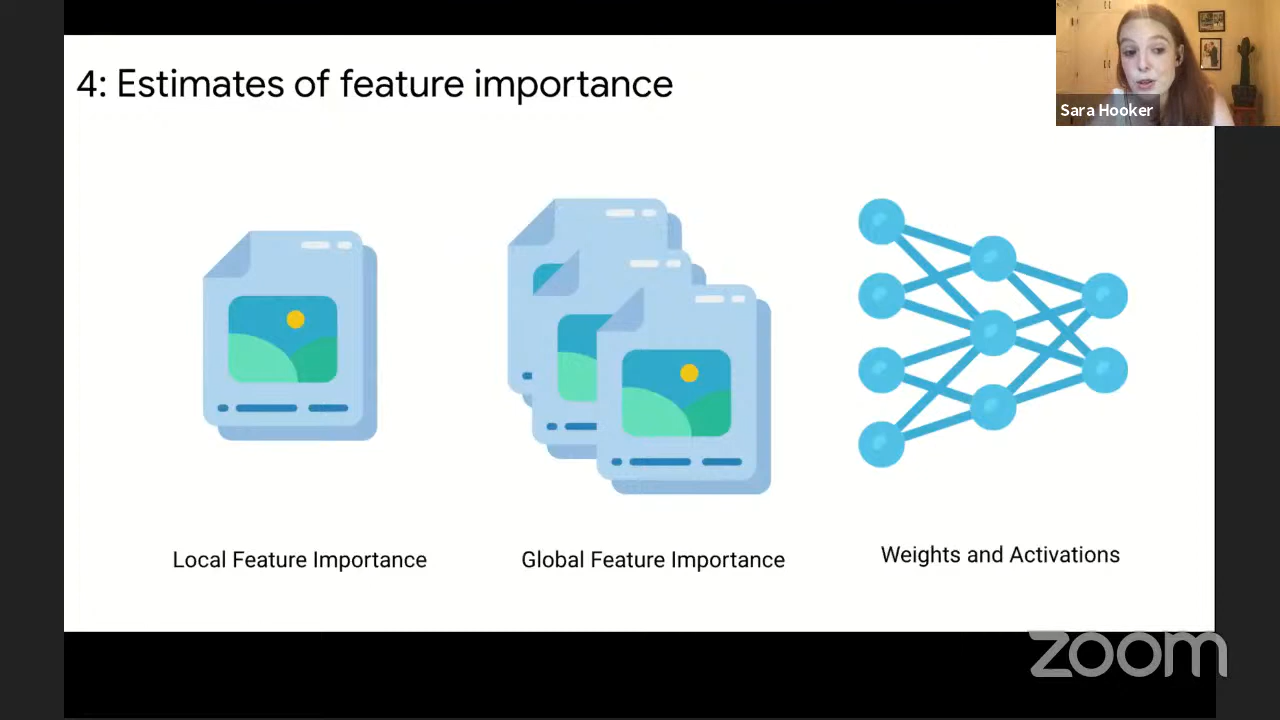 4: Estimates of feature importance
Sara Hooker
Local Feature Importance
Global Feature Importance
Weights and Activations
zoom